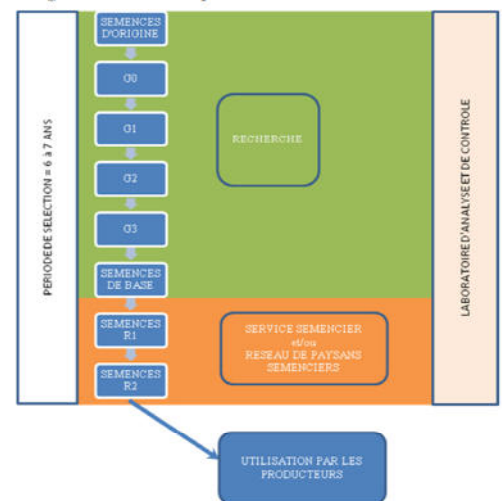 SEMENCES
D'ORIGINE
G0
G1
G2
G3
SEMENCES
DE BASE
SEMENCES
R1
SEMENCES
R2
RECHERCHE
SERVICE SEMENCIER
et/ou
RESEAU DE PAYSANS
SEMENCIERS
UTILISATION PAR LES
PRODUCTEURS
PERIODE DE SELECTION = 6 à 7 ANS
LABORATOIRE D'ANALYSE ET DE CONTROLE